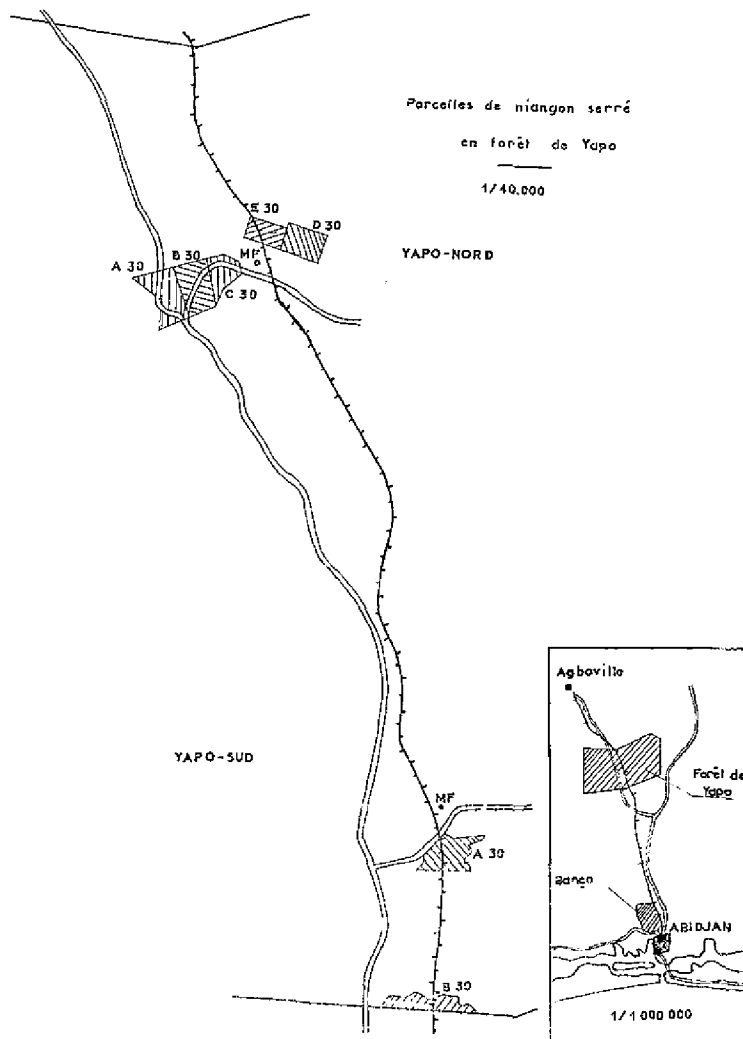 Parcelles de niangon serré
en forêt de Yapo
1/40.000
E 30
D 30
YAPO-NORD
MF
A 30
B 30
C 30
YAPO-SUD
MF
A 30
B 30
Agboville
Forêt de
Yapo
Banco
ABIDJAN
1/1 000 000